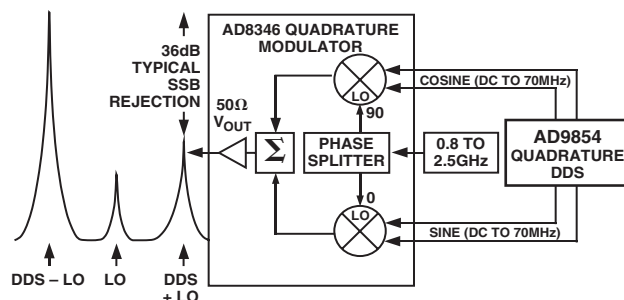 36dB
TYPICAL
SSB
REJECTION
DDS – LO
LO
DDS
+ LO
AD8346 QUADRATURE
MODULATOR
50Ω
VOUT
Σ
LO
90
PHASE
SPLITTER
0
LO
COSINE (DC TO 70MHz)
0.8 TO
2.5GHz
AD9854
QUADRATURE
DDS
SINE (DC TO 70MHz)